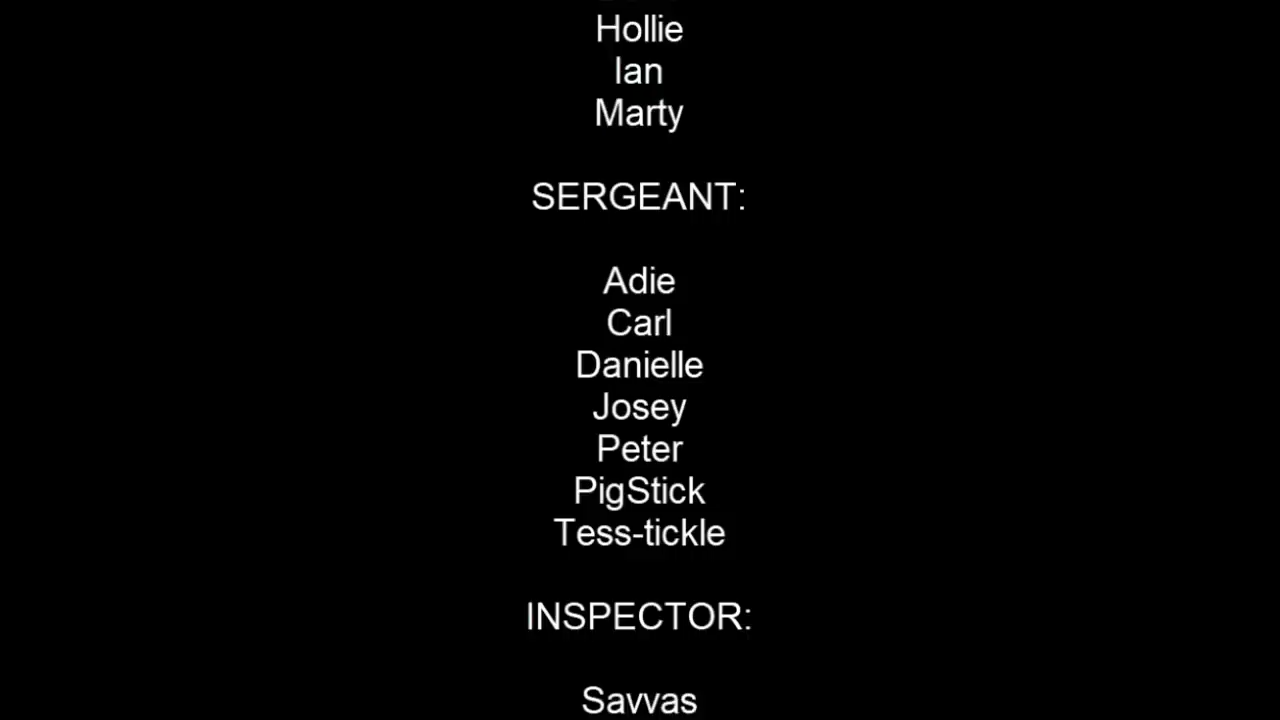 Hollie
Ian
Marty
SERGEANT:
Adie
Carl
Danielle
Josey
Peter
PigStick
Tess-tickle
INSPECTOR:
Savvas